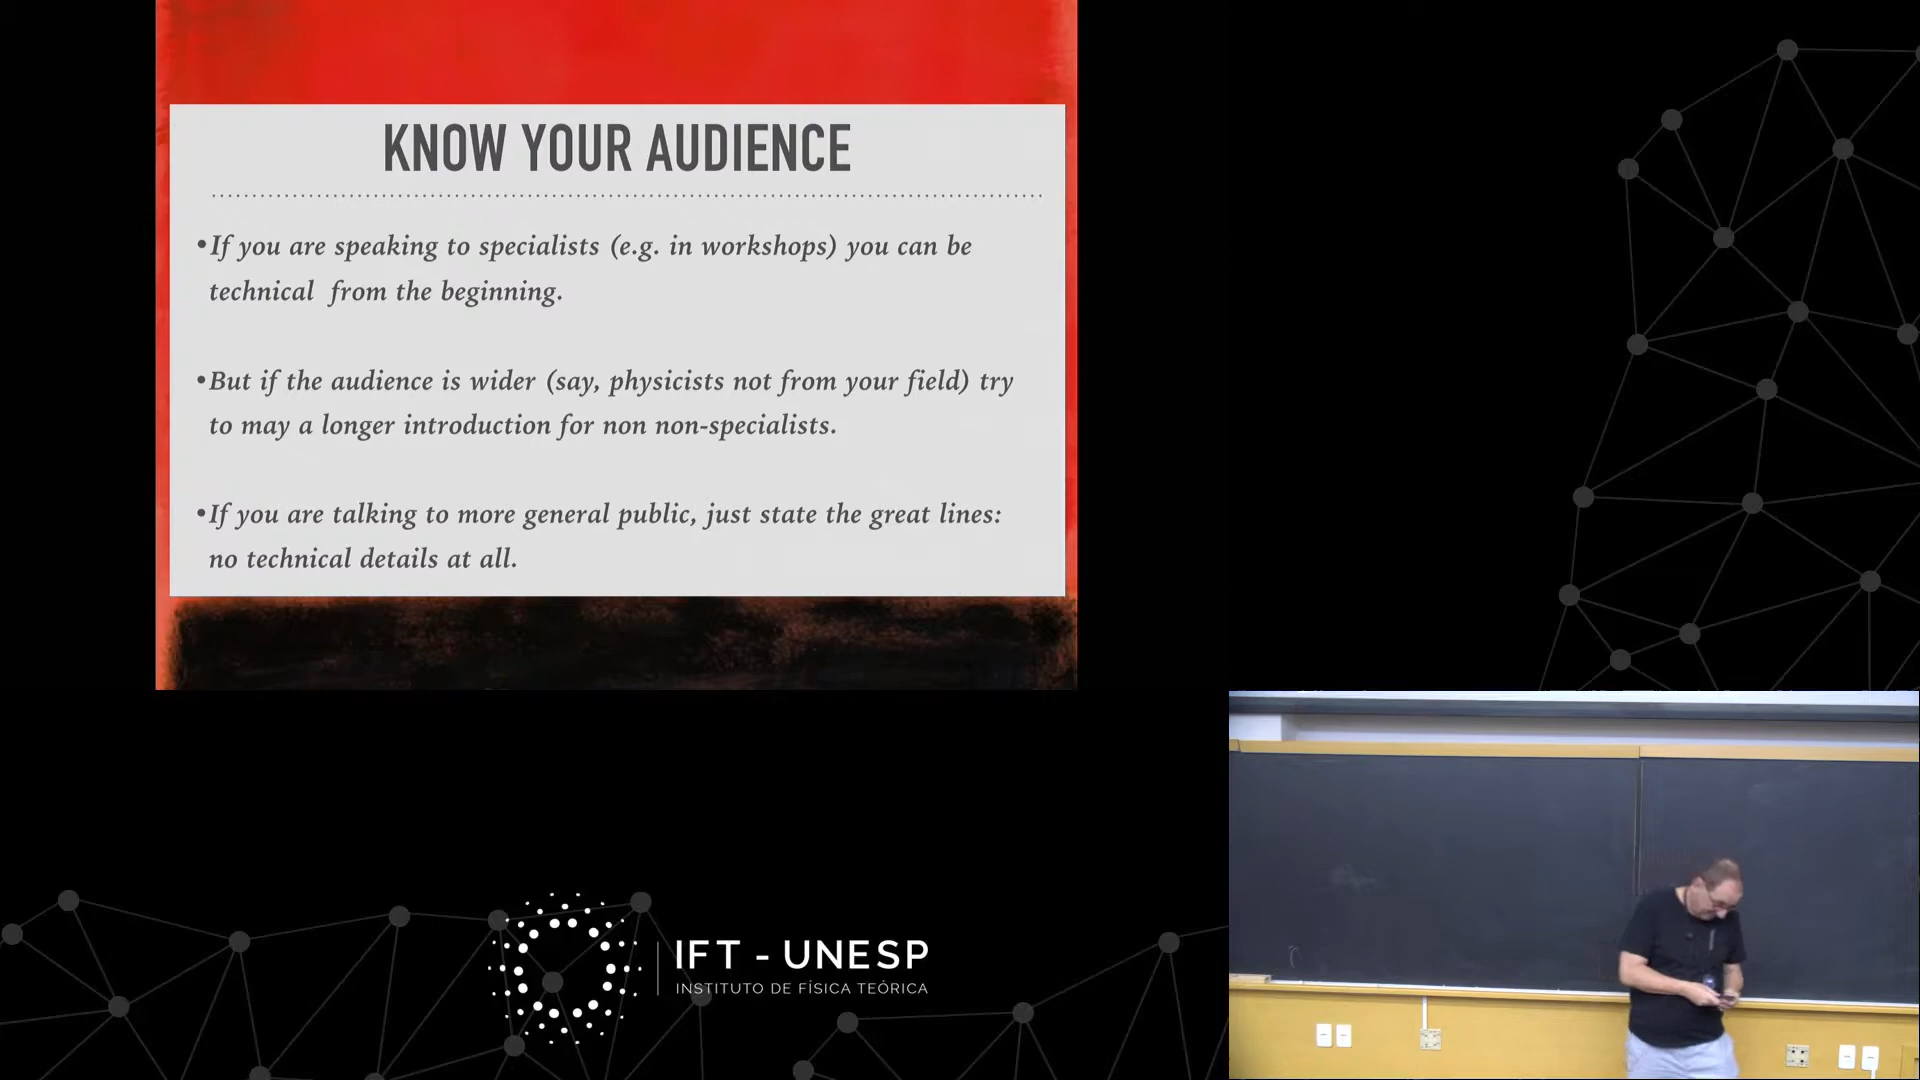 KNOW YOUR AUDIENCE
•If you are speaking to specialists (e.g. in workshops) you can be
technical from the beginning.
•But if the audience is wider (say, physicists not from your field) try
to may a longer introduction for non non-specialists.
•If you are talking to more general public, just state the great lines:
no technical details at all.
IFT - UNESP
INSTITUTO DE FÍSICA TEÓRICA